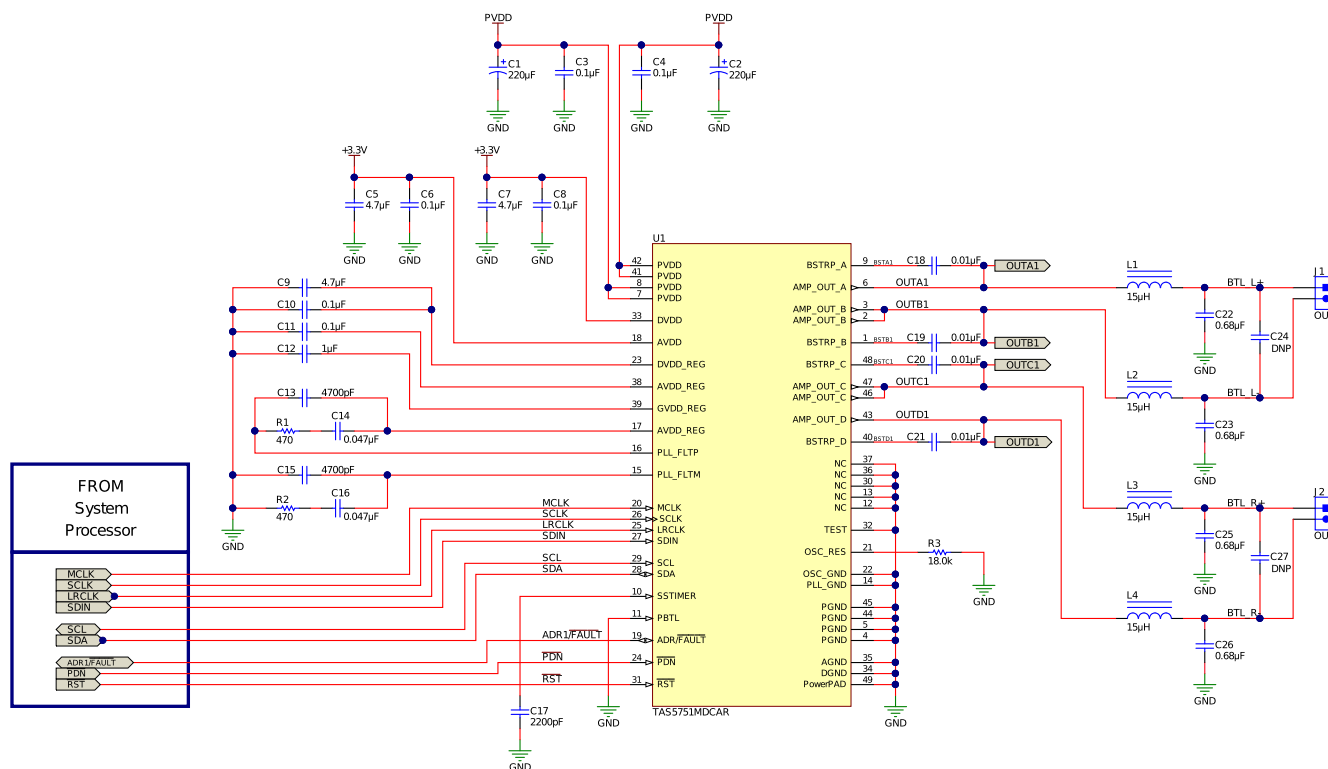 PVDD
PVDD
C1
220µF
C3
0.1µF
C4
0.1µF
C2
220µF
GND
GND
GND
GND
+3.3V
+3.3V
C5
4.7µF
C6
0.1µF
C7
4.7µF
C8
0.1µF
GND
GND
GND
GND
C9 4.7µF
C10 0.1µF
C11 0.1µF
C12 1µF
C13 4700pF
R1
470
C14
0.047µF
C15 4700pF
R2
470
C16
0.047µF
GND
FROM
System
Processor
MCLK
SCLK
LRCLK
SDIN
SCL
SDA
ADR1/FAULT
PDN
RST
MCLK
SCLK
LRCLK
SDIN
SCL
SDA
ADR1/FAULT
PDN
RST
C17
2200pF
GND
GND
U1
42 PVDD
41 PVDD
8 PVDD
7 PVDD
33 DVDD
18 AVDD
23 DVDD_REG
38 AVDD_REG
39 GVDD_REG
17 AVDD_REG
16 PLL_FLTP
15 PLL_FLTM
20 MCLK
26 SCLK
25 LRCLK
27 SDIN
29 SCL
28 SDA
10 SSTIMER
11 PBTL
19 ADR/FAULT
24 PDN
31 RST
BSTRP_A 9 BSTA1
AMP_OUT_A 6 OUTA1
AMP_OUT_B 3 OUTB1
AMP_OUT_B 2
BSTRP_B 1 BSTB1
BSTRP_C 48 BSTC1
AMP_OUT_C 47 OUTC1
AMP_OUT_C 46
AMP_OUT_D 43 OUTD1
BSTRP_D 40 BSTD1
NC 37
NC 36
NC 30
NC 13
NC 12
TEST 32
OSC_RES 21
OSC_GND 22
PLL_GND 14
PGND 45
PGND 44
PGND 5
PGND 4
AGND 35
DGND 34
PowerPAD 49
TAS5751MDCAR
GND
C18 0.01µF OUTA1
C19 0.01µF OUTB1
C20 0.01µF OUTC1
C21 0.01µF OUTD1
R3
18.0k
GND
L1
15µH
BTL L+
C22
0.68µF
GND
C24
DNP
L2
15µH
BTL L-
C23
0.68µF
GND
L3
15µH
BTL R+
C25
0.68µF
GND
C27
DNP
L4
15µH
BTL R-
C26
0.68µF
GND
J1
OU
J2
OU